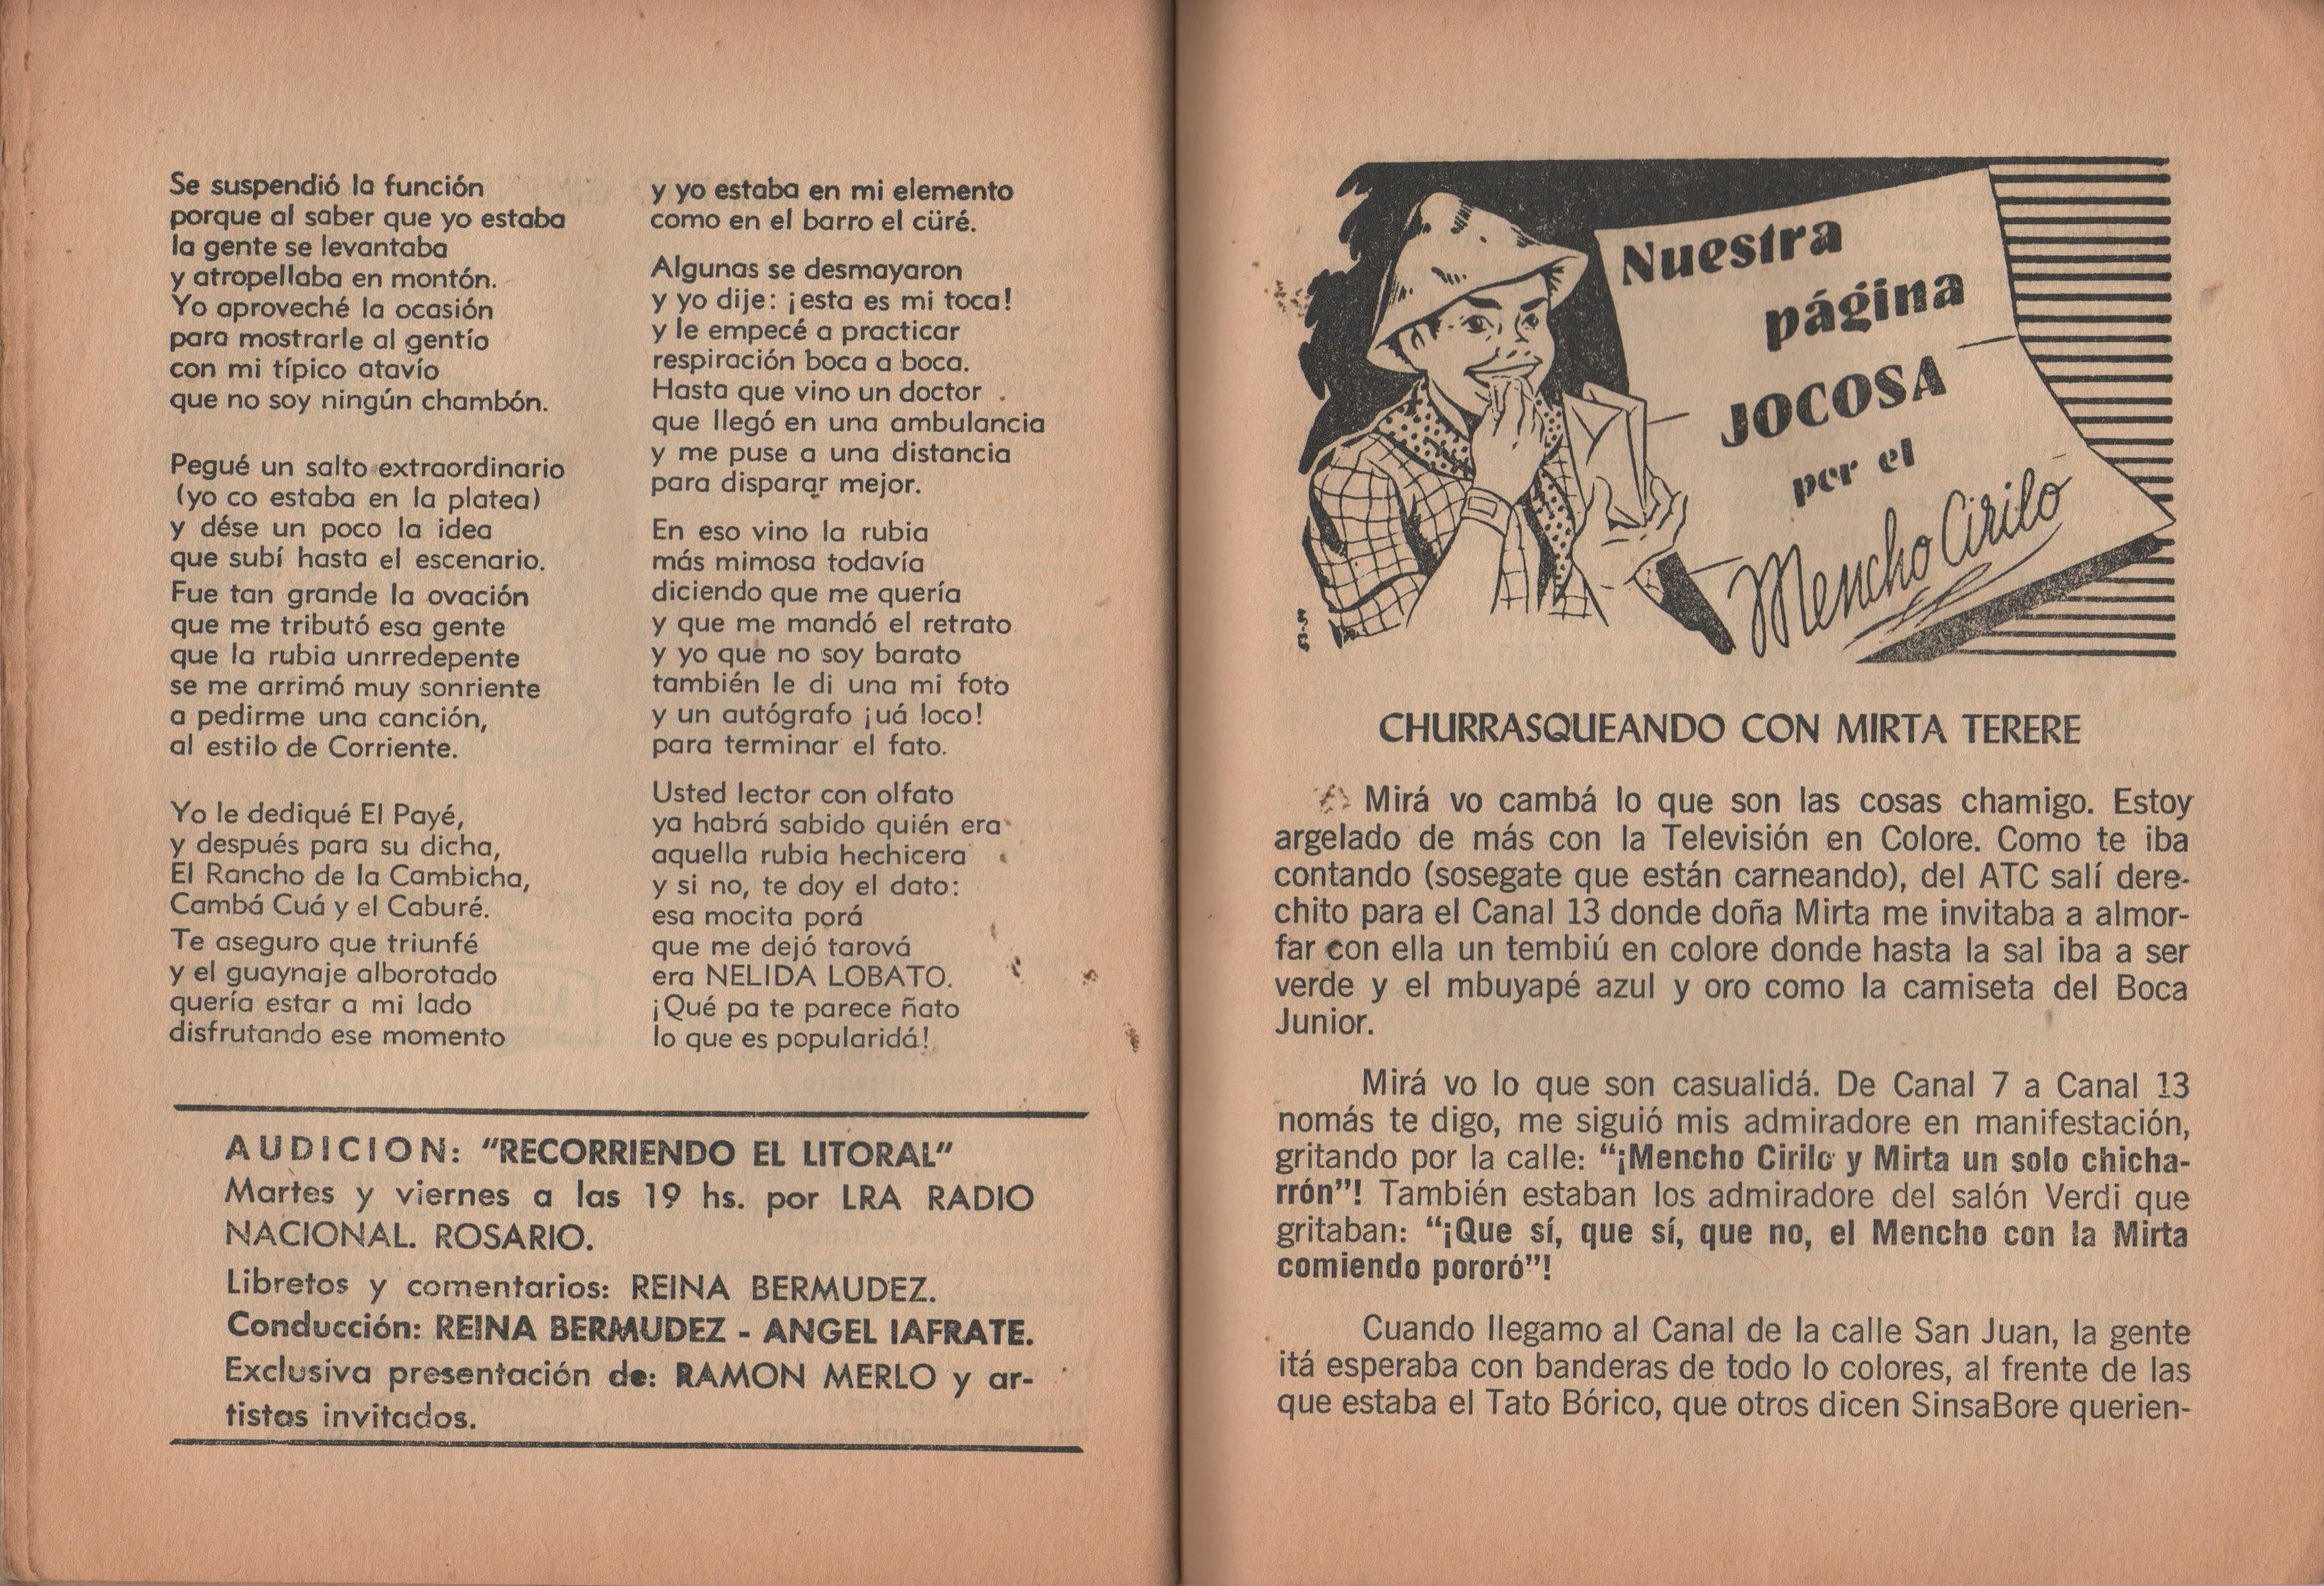 Se suspendió la función
porque al saber que yo estaba
la gente se levantaba
y atropellaba en montón.
Yo aproveché la ocasión
para mostrarle al gentío
con mi típico atavío
que no soy ningún chambón.
Pegué un salto extraordinario
(yo co estaba en la platea)
y dése un poco la idea
que subí hasta el escenario.
Fue tan grande la ovación
que me tributó esa gente
que la rubia unrredepente
se me arrimó muy sonriente
a pedirme una canción,
al estilo de Corriente.
Yo le dediqué El Payé,
y después para su dicha,
El Rancho de la Cambicha,
Cambá Cuá y el Caburé.
Te aseguro que triunfé
y el guaynaje alborotado
quería estar a mi lado
disfrutando ese momento
y yo estaba en mi elemento
como en el barro el cüré.
Algunas se desmayaron
y yo dije: ¡esta es mi toca!
y le empecé a practicar
respiración boca a boca.
Hasta que vino un doctor
que llegó en una ambulancia
y me puse a una distancia
para disparar mejor.
En eso vino la rubia
más mimosa todavía
diciendo que me quería
y que me mandó el retrato
y yo que no soy barato
también le di una mi foto
y un autógrafo ¡uá loco!
para terminar el fato.
Usted lector con olfato
ya habrá sabido quién era
aquella rubia hechicera
y si no, te doy el dato:
esa mocita porá
que me dejó tarová
era NELIDA LOBATO.
¡Qué pa te parece ñato
lo que es popularidá!
AUDICION: "RECORRIENDO EL LITORAL"
Martes y viernes a las 19 hs. por LRA RADIO
NACIONAL. ROSARIO.
Libretos y comentarios: REINA BERMUDEZ.
Conducción: REINA BERMUDEZ - ANGEL IAFRATE.
Exclusiva presentación de: RAMON MERLO y ar-
tistas invitados.
Nuestra
página
JOCOSA
por el
Mencho Cirilo
CHURRASQUEANDO CON MIRTA TERERE
Mirá vo cambá lo que son las cosas chamigo. Estoy
argelado de más con la Televisión en Colore. Como te iba
contando (sosegate que están carneando), del ATC salí dere-
chito para el Canal 13 donde doña Mirta me invitaba a almor-
far con ella un tembiú en colore donde hasta la sal iba a ser
verde y el mbuyapé azul y oro como la camiseta del Boca
Junior.
Mirá vo lo que son casualidá. De Canal 7 a Canal 13
nomás te digo, me siguió mis admiradore en manifestación,
gritando por la calle: "¡Mencho Cirilo y Mirta un solo chicha-
rrón"! También estaban los admiradore del salón Verdi que
gritaban: "¡Que sí, que sí, que no, el Mencho con la Mirta
comiendo pororó"!
Cuando llegamo al Canal de la calle San Juan, la gente
itá esperaba con banderas de todo lo colores, al frente de las
que estaba el Tato Bórico, que otros dicen SinsaBore querien-